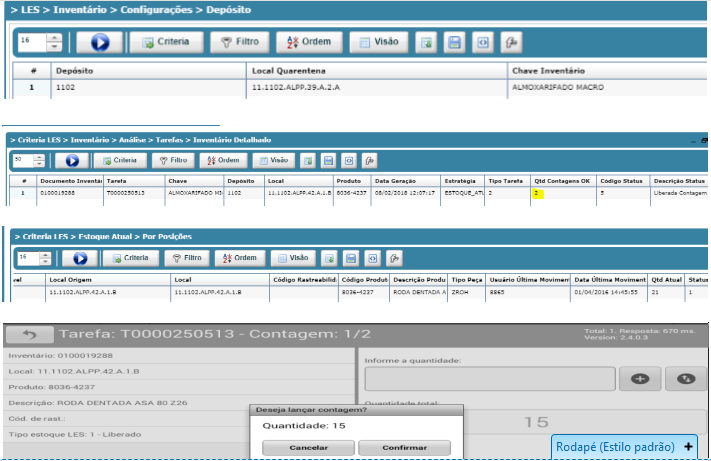 > LES > Inventário > Configurações > Depósito
16 Criteria Filtro Ordem Visão
# Depósito Local Quarentena Chave Inventário
1 1102 11.1102.ALPP.39.A.2.A ALMOXARIFADO MACRO
> Criteria LES > Inventário > Análise > Tarefas > Inventário Detalhado
50 Criteria Filtro Ordem Visão
# Documento Inventár Tarefa Chave Depósito Local Produto Data Geração Estratégia Tipo Tarefa Qtd Contagens OK Código Status Descrição Status
1 0100019288 T0000250513 ALMOXARIFADO MI 1102 11.1102.ALPP.42.A.1.B 8036-4237 08/02/2018 12:07:17 ESTOQUE_ATU 2 2 5 Liberada Contagem
> Criteria LES > Estoque Atual > Por Posições
16 Criteria Filtro Ordem Visão
vel Local Origem Local Código Rastreabilid Código Produt Descrição Produ Tipo Peça Usuário Última Moviment Data Última Moviment Qtd Atual Status
11.1102.ALPP.42.A.1.B 11.1102.ALPP.42.A.1.B 8036-4237 RODA DENTADA A ZROH 8865 01/04/2016 14:45:55 21 1
Tarefa: T0000250513 - Contagem: 1/2
Total: 1. Resposta: 670 ms.
Version: 2.4.0.3
Inventário: 0100019288
Local: 11.1102.ALPP.42.A.1.B
Produto: 8036-4237
Descrição: RODA DENTADA ASA 80 Z26
Cód. de rast.:
Tipo estoque LES: 1 - Liberado
Informe a quantidade:
Quantidade total:
15
Deseja lançar contagem?
Quantidade: 15
Cancelar Confirmar
Rodapé (Estilo padrão) +